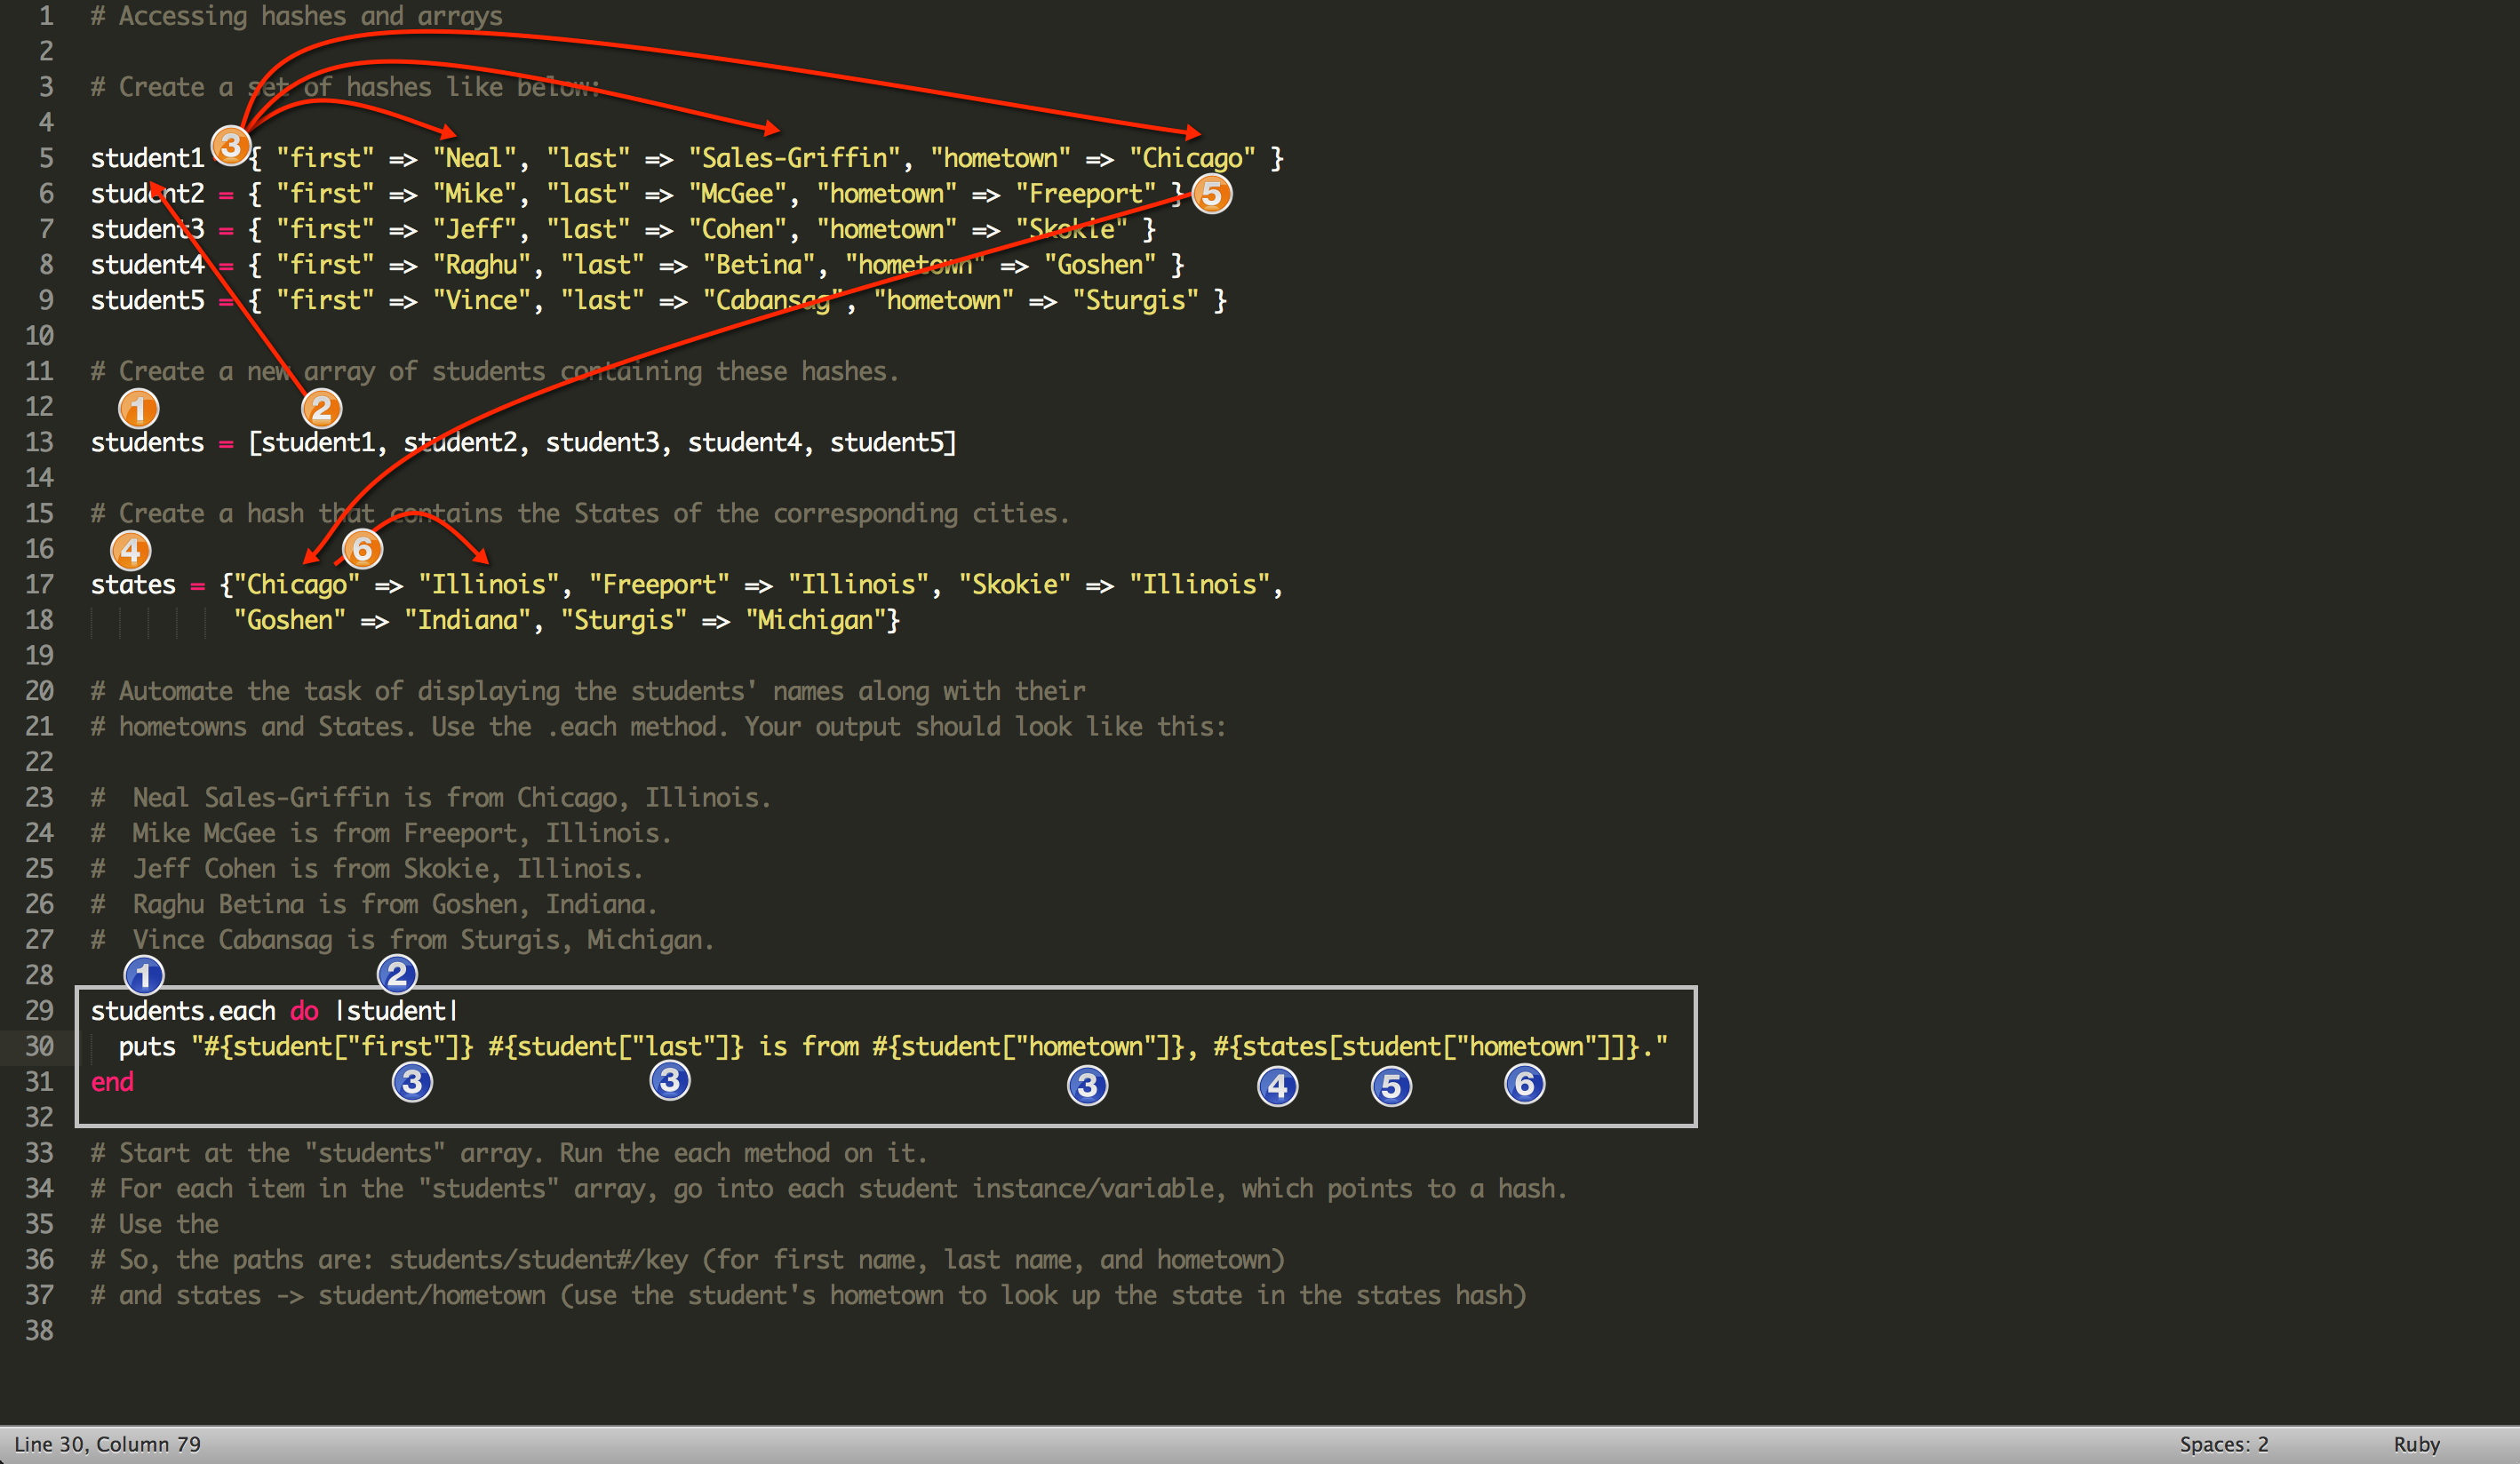 1 # Accessing hashes and arrays
2
3 # Create a set of hashes like below:
4
3
5 student1 { "first" => "Neal", "last" => "Sales-Griffin", "hometown" => "Chicago" }
6 student2 = { "first" => "Mike", "last" => "McGee", "hometown" => "Freeport" } 5
7 student3 = { "first" => "Jeff", "last" => "Cohen", "hometown" => "Skokie" }
8 student4 = { "first" => "Raghu", "last" => "Betina", "hometown" => "Goshen" }
9 student5 = { "first" => "Vince", "last" => "Cabansag", "hometown" => "Sturgis" }
10
11 # Create a new array of students containing these hashes.
12 1 2
13 students = [student1, student2, student3, student4, student5]
14
15 # Create a hash that contains the States of the corresponding cities.
16 4 6
17 states = {"Chicago" => "Illinois", "Freeport" => "Illinois", "Skokie" => "Illinois",
18 "Goshen" => "Indiana", "Sturgis" => "Michigan"}
19
20 # Automate the task of displaying the students' names along with their
21 # hometowns and States. Use the .each method. Your output should look like this:
22
23 #  Neal Sales-Griffin is from Chicago, Illinois.
24 #  Mike McGee is from Freeport, Illinois.
25 #  Jeff Cohen is from Skokie, Illinois.
26 #  Raghu Betina is from Goshen, Indiana.
27 #  Vince Cabansag is from Sturgis, Michigan.
28 1 2
29 students.each do |student|
30   puts "#{student["first"]} #{student["last"]} is from #{student["hometown"]}, #{states[student["hometown"]]}."
31 end 3 3 3 4 5 6
32
33 # Start at the "students" array. Run the each method on it.
34 # For each item in the "students" array, go into each student instance/variable, which points to a hash.
35 # Use the
36 # So, the paths are: students/student#/key (for first name, last name, and hometown)
37 # and states -> student/hometown (use the student's hometown to look up the state in the states hash)
38
Line 30, Column 79 Spaces: 2 Ruby